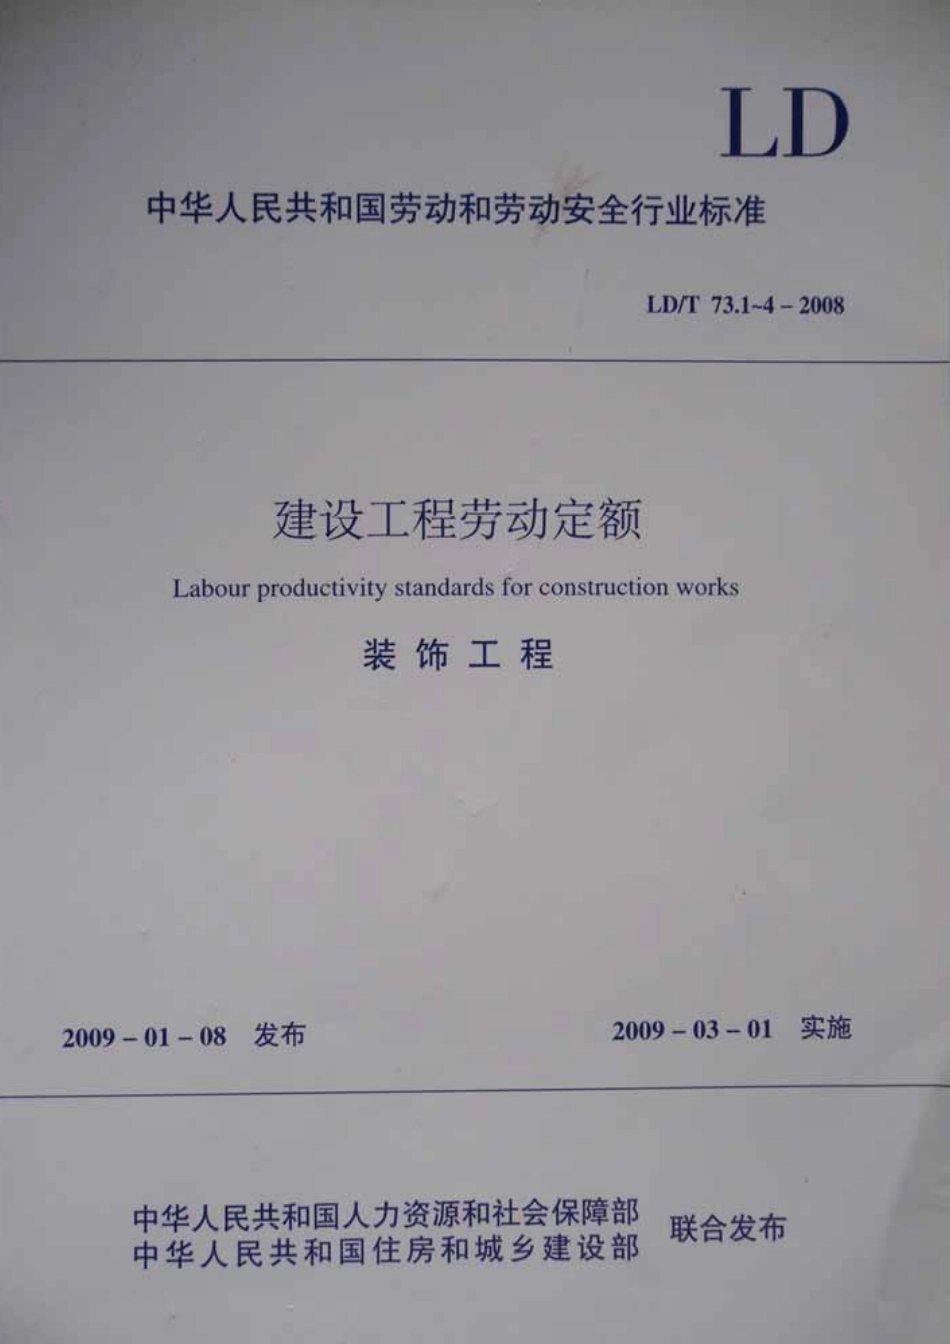 LD
中华人民共和国劳动和劳动安全行业标准
LD/T 73.1~4－2008
建设工程劳动定额
Labour productivity standards for construction works
装饰工程
2009－01－08 发布
2009－03－01 实施
中华人民共和国人力资源和社会保障部
中华人民共和国住房和城乡建设部
联合发布